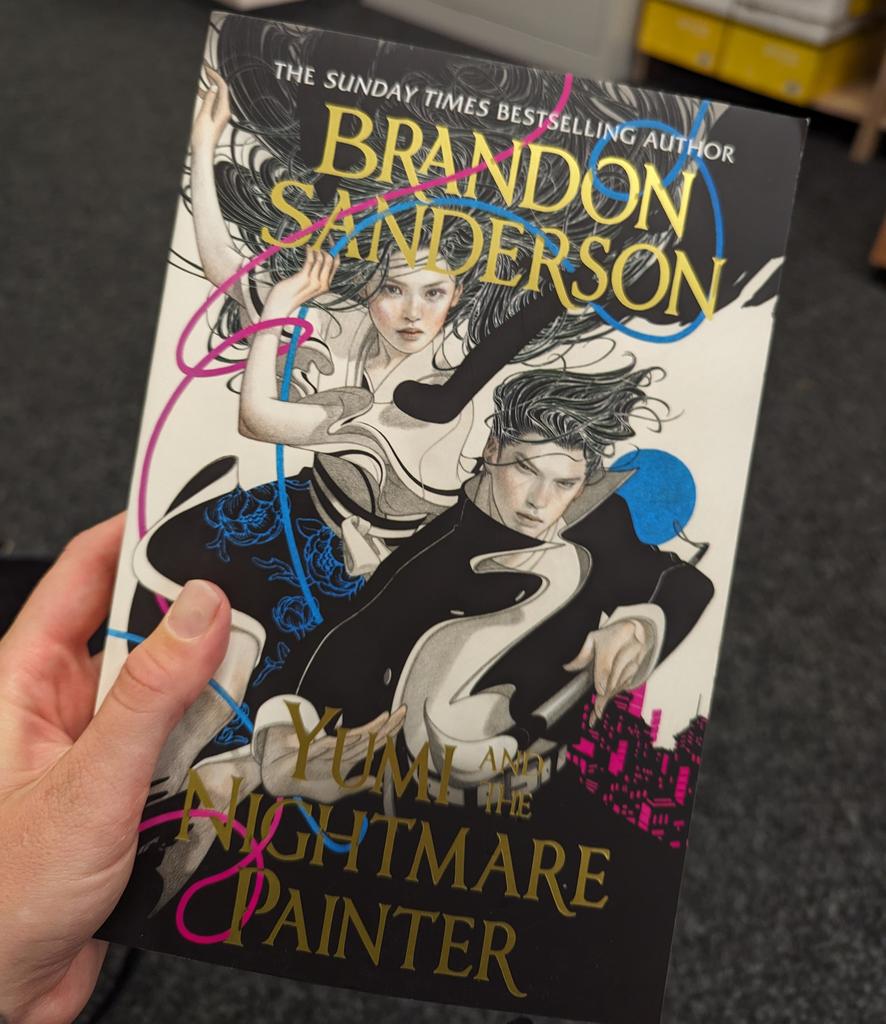 THE SUNDAY TIMES BESTSELLING AUTHOR
BRANDON
SANDERSON
YUMI AND THE
NIGHTMARE
PAINTER